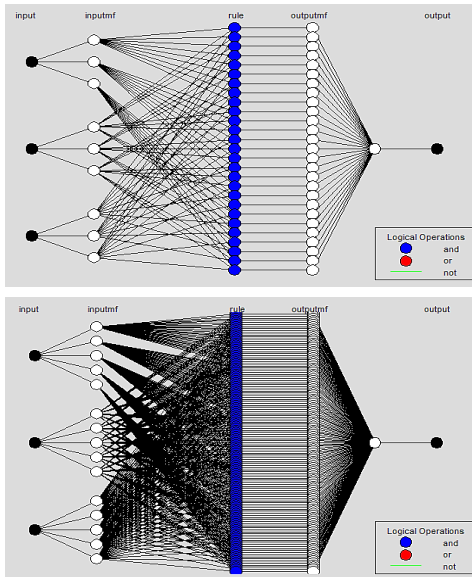 input inputmf rule outputmf output
Logical Operations
and
or
not
input inputmf rule outputmf output
Logical Operations
and
or
not